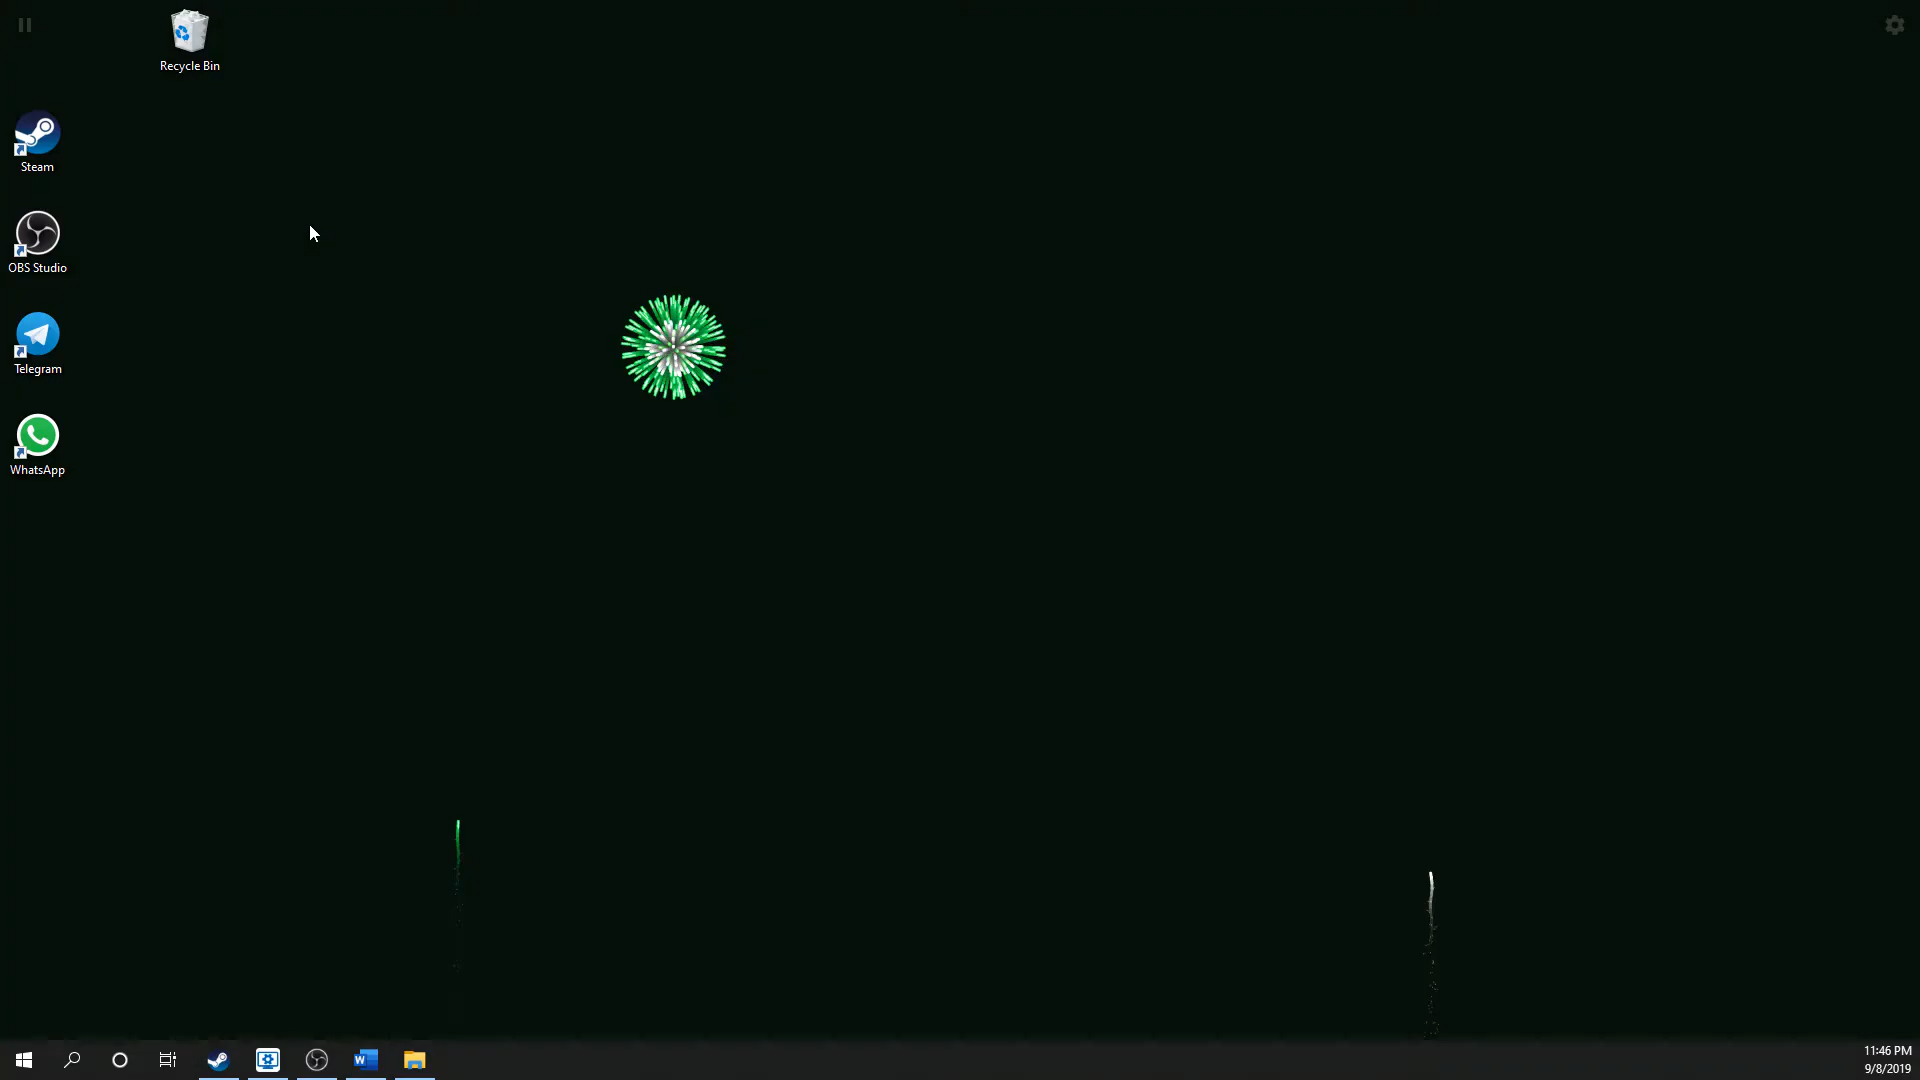 Recycle Bin
Steam
OBS Studio
Telegram
WhatsApp
W
11:46 PM
9/8/2019